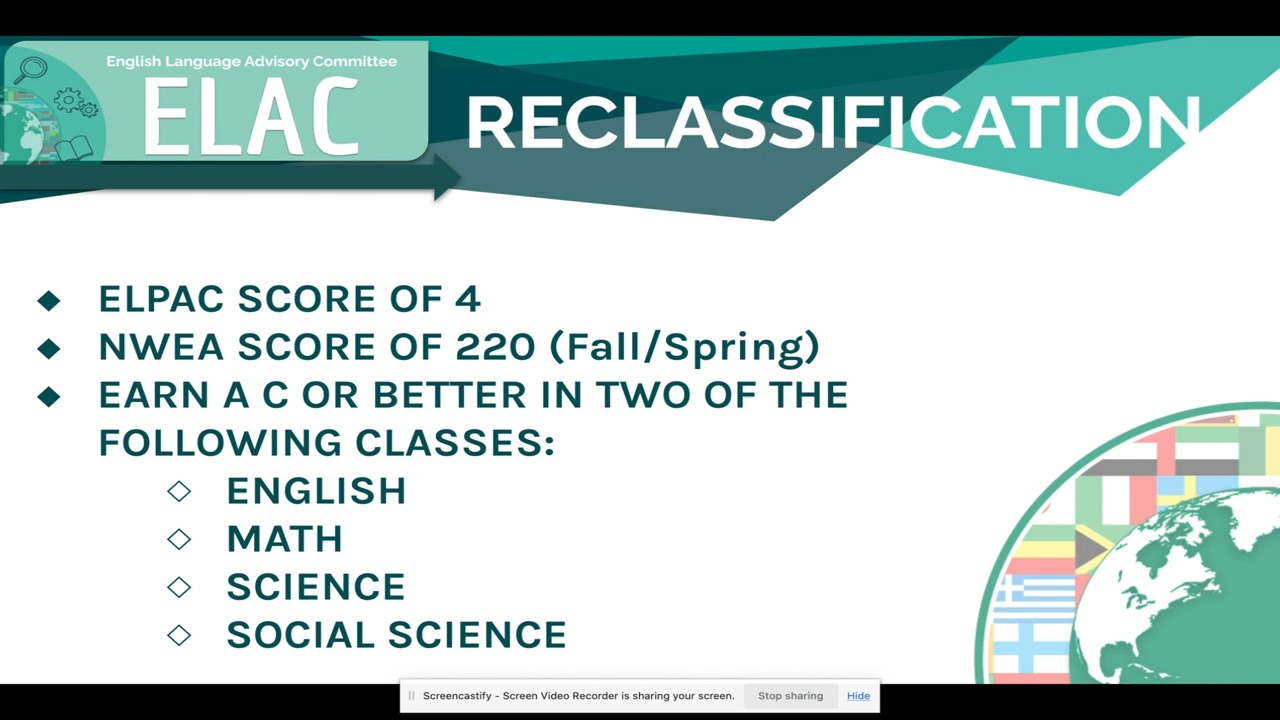 English Language Advisory Committee
ELAC
RECLASSIFICATION
ELPAC SCORE OF 4
NWEA SCORE OF 220 (Fall/Spring)
EARN A C OR BETTER IN TWO OF THE
FOLLOWING CLASSES:
ENGLISH
MATH
SCIENCE
SOCIAL SCIENCE
Screencastify - Screen Video Recorder is sharing your screen. Stop sharing Hide